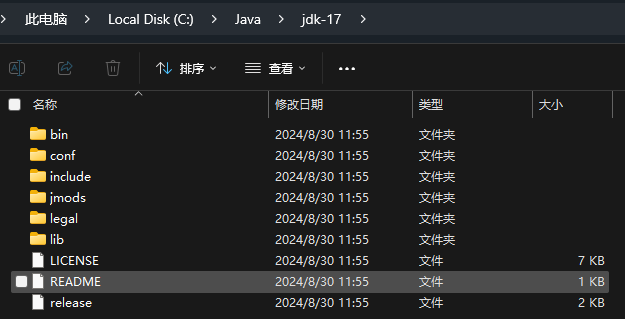 此电脑 > Local Disk (C:) > Java > jdk-17 >
排序 查看 •••
名称 修改日期 类型 大小
bin 2024/8/30 11:55 文件夹
conf 2024/8/30 11:55 文件夹
include 2024/8/30 11:55 文件夹
jmods 2024/8/30 11:55 文件夹
legal 2024/8/30 11:55 文件夹
lib 2024/8/30 11:55 文件夹
LICENSE 2024/8/30 11:55 文件 7 KB
README 2024/8/30 11:55 文件 1 KB
release 2024/8/30 11:55 文件 2 KB